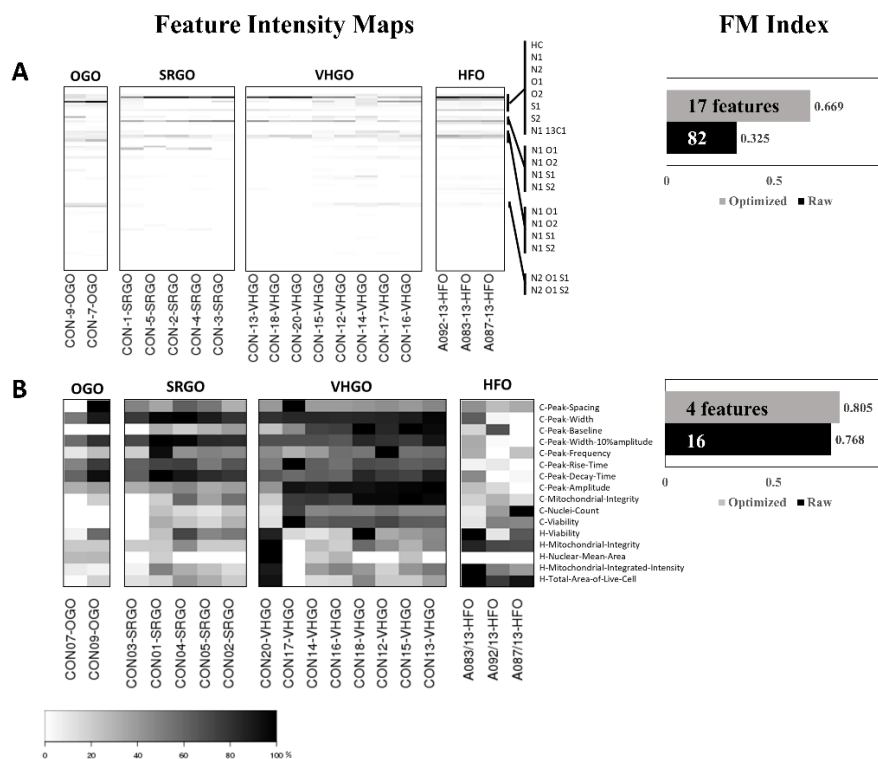 Feature Intensity Maps
FM Index
A
OGO
SRGO
VHGO
HFO
HC
N1
N2
O1
O2
S1
S2
N1 13C1
N1 O1
N1 O2
N1 S1
N1 S2
N1 O1
N1 O2
N1 S1
N1 S2
N2 O1 S1
N2 O1 S2
CON-9-OGO
CON-7-OGO
CON-1-SRGO
CON-5-SRGO
CON-2-SRGO
CON-4-SRGO
CON-3-SRGO
CON-13-VHGO
CON-18-VHGO
CON-20-VHGO
CON-15-VHGO
CON-12-VHGO
CON-14-VHGO
CON-17-VHGO
CON-16-VHGO
A092-13-HFO
A083-13-HFO
A087-13-HFO
17 features
0.669
82
0.325
0
0.5
Optimized
Raw
B
OGO
SRGO
VHGO
HFO
C-Peak-Spacing
C-Peak-Width
C-Peak-Baseline
C-Peak-Width-10%amplitude
C-Peak-Frequency
C-Peak-Rise-Time
C-Peak-Decay-Time
C-Peak-Amplitude
C-Mitochondrial-Integrity
C-Nuclei-Count
C-Viability
H-Viability
H-Mitochondrial-Integrity
H-Nuclear-Mean-Area
H-Mitochondrial-Integrated-Intensity
H-Total-Area-of-Live-Cell
CON07-OGO
CON09-OGO
CON03-SRGO
CON01-SRGO
CON04-SRGO
CON05-SRGO
CON02-SRGO
CON20-VHGO
CON17-VHGO
CON14-VHGO
CON16-VHGO
CON18-VHGO
CON12-VHGO
CON15-VHGO
CON13-VHGO
A083/13-HFO
A092/13-HFO
A087/13-HFO
4 features
0.805
16
0.768
0
0.5
Optimized
Raw
0
20
40
60
80
100 %